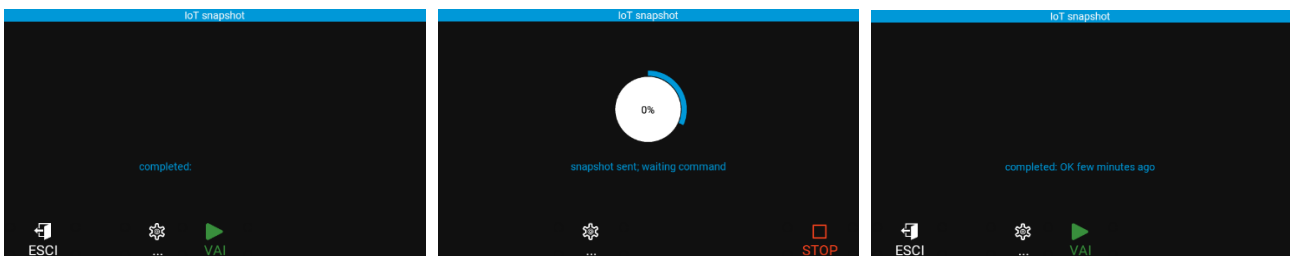 IoT snapshot
completed:
ESCI
...
VAI
IoT snapshot
0%
snapshot sent; waiting command
...
STOP
IoT snapshot
completed: OK few minutes ago
ESCI
...
VAI